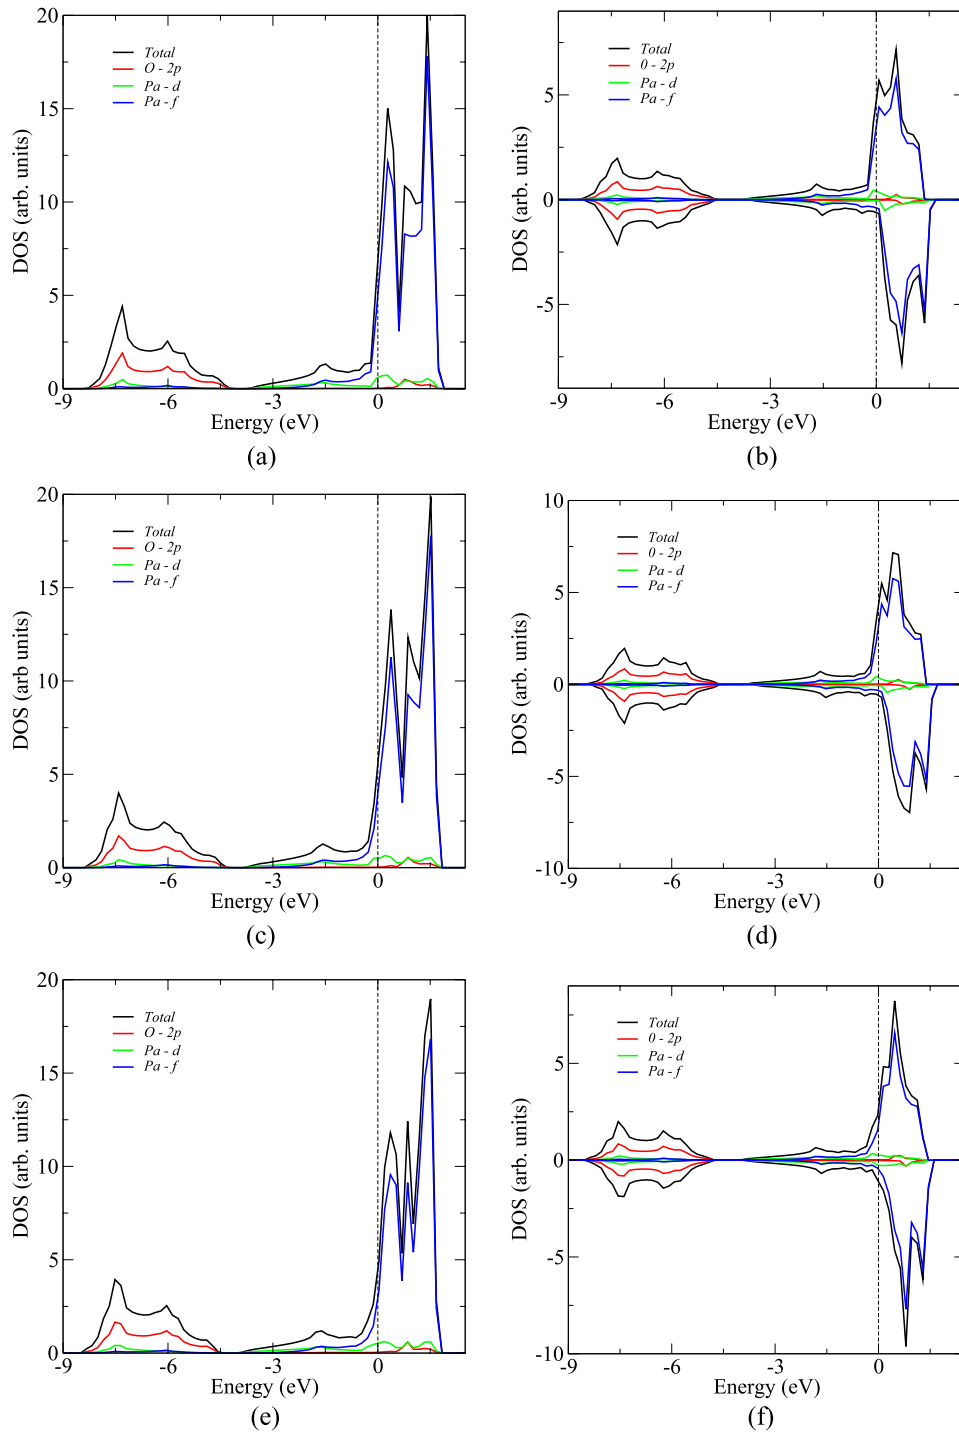 20
15
10
5
0
-9
-6
-3
0
DOS (arb. units)
Energy (eV)
Total
O - 2p
Pa - d
Pa - f
(a)
5
0
-5
-9
-6
-3
0
DOS (arb. units)
Energy (eV)
Total
0 - 2p
Pa - d
Pa - f
(b)
20
15
10
5
0
-9
-6
-3
0
DOS (arb units)
Energy (eV)
Total
O - 2p
Pa - d
Pa - f
(c)
10
5
0
-5
-10
-9
-6
-3
0
DOS (arb. units)
Energy (eV)
Total
0 - 2p
Pa - d
Pa - f
(d)
20
15
10
5
0
-9
-6
-3
0
DOS (arb. units)
Energy (eV)
Total
O - 2p
Pa - d
Pa - f
(e)
5
0
-5
-10
-9
-6
-3
0
DOS (arb. units)
Energy (eV)
Total
0 - 2p
Pa - d
Pa - f
(f)